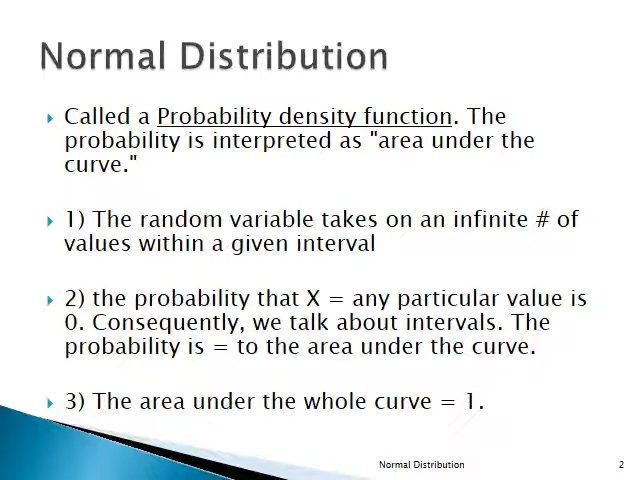 Normal Distribution
Called a Probability density function. The
probability is interpreted as "area under the
curve."
1) The random variable takes on an infinite # of
values within a given interval
2) the probability that X = any particular value is
0. Consequently, we talk about intervals. The
probability is = to the area under the curve.
3) The area under the whole curve = 1.
Normal Distribution
2